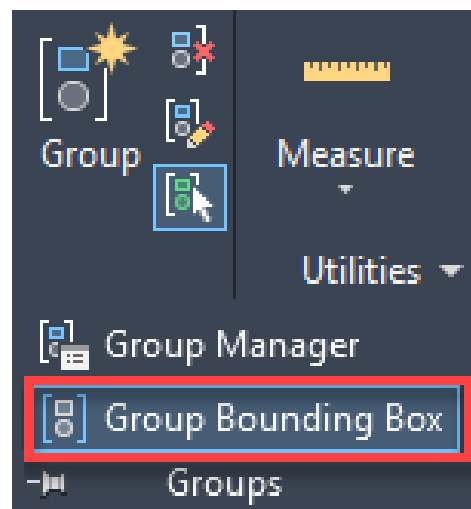 Group
Measure
Utilities
Group Manager
Group Bounding Box
Groups